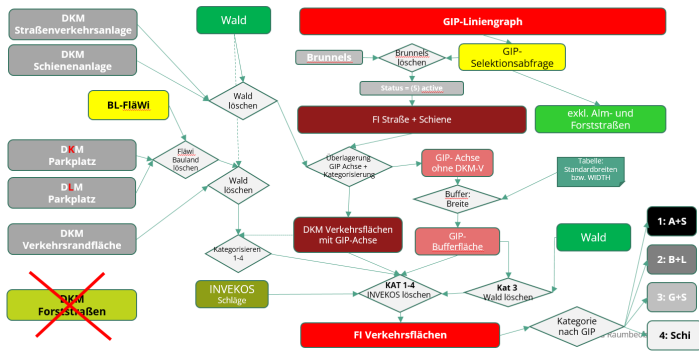 DKM
Straßenverkehrsanlage
DKM
Schienenanlage
Wald
GIP-Liniengraph
Brunnels
Brunnels
löschen
GIP-
Selektionsabfrage
Status = (5) active
Wald
löschen
BL-FläWi
FI Straße + Schiene
exkl. Alm- und
Forststraßen
DKM
Parkplatz
Fläwi
Bauland
löschen
Überlagerung
GIP Achse +
Kategorisierung
GIP- Achse
ohne DKM-V
Tabelle:
Standardbreiten
bzw. WIDTH
DLM
Parkplatz
Wald
löschen
Buffer:
Breite
DKM
Verkehrsrandfläche
DKM Verkehrsflächen
mit GIP-Achse
GIP-
Bufferfläche
Wald
1: A+S
Kategorisieren
1-4
2: B+L
DKM
Forststraßen
INVEKOS
Schläge
KAT 1-4
INVEKOS löschen
Kat 3
Wald löschen
3: G+S
FI Verkehrsflächen
Kategorie
nach GIP
Raumbeob
4: Schi